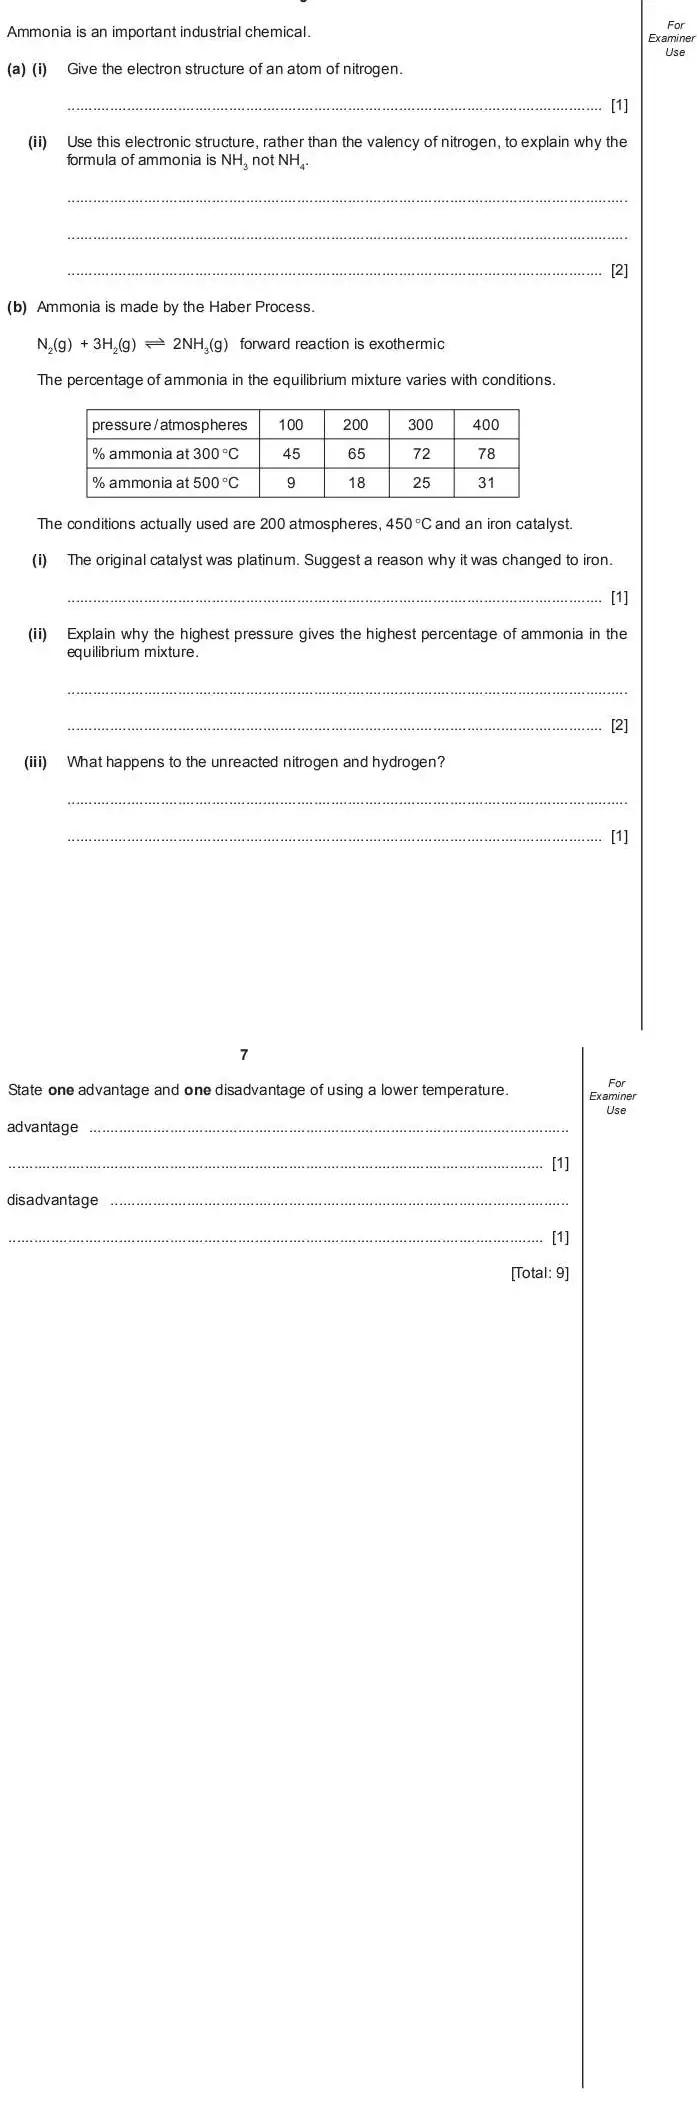 Ammonia is an important industrial chemical.
For
Examiner
Use
(a) (i) Give the electron structure of an atom of nitrogen.
.......................................................................................................................... [1]
(ii) Use this electronic structure, rather than the valency of nitrogen, to explain why the
formula of ammonia is NH₃ not NH₄.
..........................................................................................................................
..........................................................................................................................
.......................................................................................................................... [2]
(b) Ammonia is made by the Haber Process.
N₂(g) + 3H₂(g) ⇌ 2NH₃(g) forward reaction is exothermic
The percentage of ammonia in the equilibrium mixture varies with conditions.
pressure / atmospheres 100 200 300 400
% ammonia at 300 °C 45 65 72 78
% ammonia at 500 °C 9 18 25 31
The conditions actually used are 200 atmospheres, 450 °C and an iron catalyst.
(i) The original catalyst was platinum. Suggest a reason why it was changed to iron.
.......................................................................................................................... [1]
(ii) Explain why the highest pressure gives the highest percentage of ammonia in the
equilibrium mixture.
..........................................................................................................................
.......................................................................................................................... [2]
(iii) What happens to the unreacted nitrogen and hydrogen?
..........................................................................................................................
.......................................................................................................................... [1]
7
State one advantage and one disadvantage of using a lower temperature.
For
Examiner
Use
advantage ..........................................................................................................
.......................................................................................................................... [1]
disadvantage ......................................................................................................
.......................................................................................................................... [1]
[Total: 9]